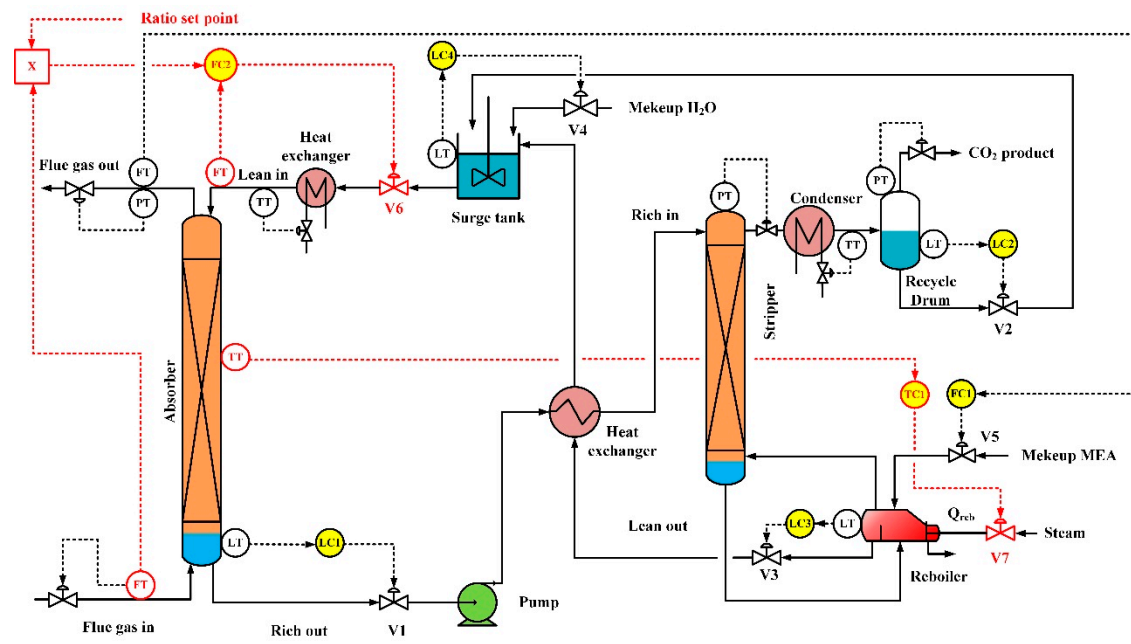 Ratio set point
X
FC2
LC4
Mekeup H₂O
V4
Heat
exchanger
LT
Flue gas out
FT
FT
Lean in
PT
TT
V6
Surge tank
PT
CO₂ product
PT
Rich in
Condenser
LT
LC2
TT
Recycle
Drum
V2
Stripper
TT
Absorber
TC1
FC1
V5
Heat
exchanger
Mekeup MEA
Lean out
LC3
LT
Q_reb
Steam
V3
V7
Reboiler
LT
LC1
FT
Pump
Flue gas in
Rich out
V1